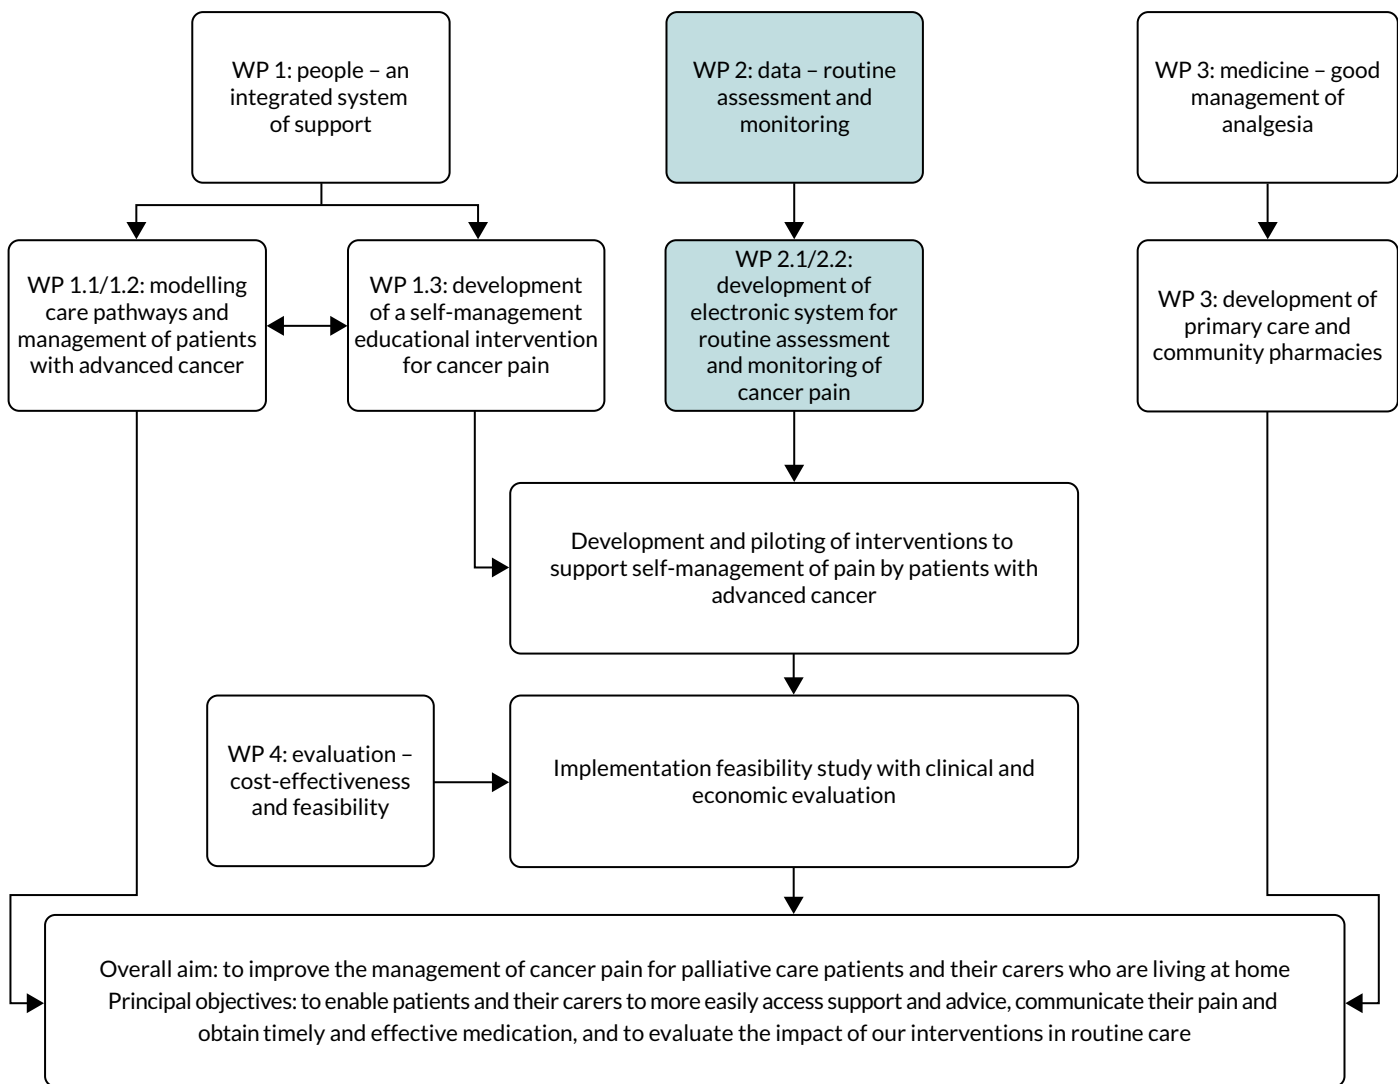 WP 1: people – an
integrated system
of support
WP 2: data – routine
assessment and
monitoring
WP 3: medicine – good
management of
analgesia
WP 1.1/1.2: modelling
care pathways and
management of patients
with advanced cancer
WP 1.3: development
of a self-management
educational intervention
for cancer pain
WP 2.1/2.2:
development of
electronic system for
routine assessment
and monitoring of
cancer pain
WP 3: development of
primary care and
community pharmacies
Development and piloting of interventions to
support self-management of pain by patients with
advanced cancer
WP 4: evaluation –
cost-effectiveness
and feasibility
Implementation feasibility study with clinical and
economic evaluation
Overall aim: to improve the management of cancer pain for palliative care patients and their carers who are living at home
Principal objectives: to enable patients and their carers to more easily access support and advice, communicate their pain and
obtain timely and effective medication, and to evaluate the impact of our interventions in routine care